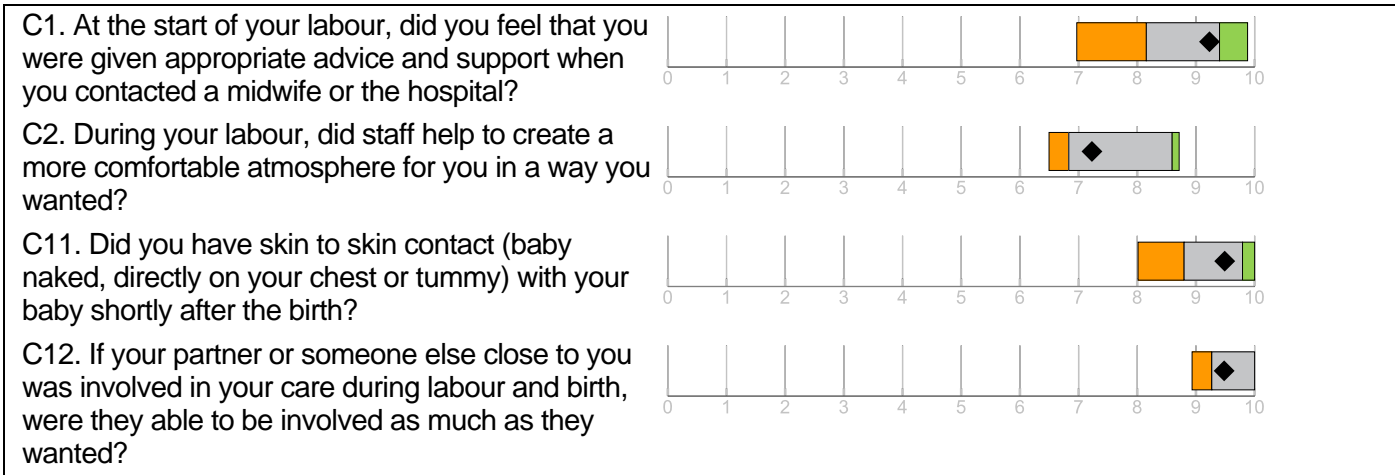 C1. At the start of your labour, did you feel that you
were given appropriate advice and support when
you contacted a midwife or the hospital?
0 1 2 3 4 5 6 7 8 9 10
C2. During your labour, did staff help to create a
more comfortable atmosphere for you in a way you
wanted?
0 1 2 3 4 5 6 7 8 9 10
C11. Did you have skin to skin contact (baby
naked, directly on your chest or tummy) with your
baby shortly after the birth?
0 1 2 3 4 5 6 7 8 9 10
C12. If your partner or someone else close to you
was involved in your care during labour and birth,
were they able to be involved as much as they
wanted?
0 1 2 3 4 5 6 7 8 9 10